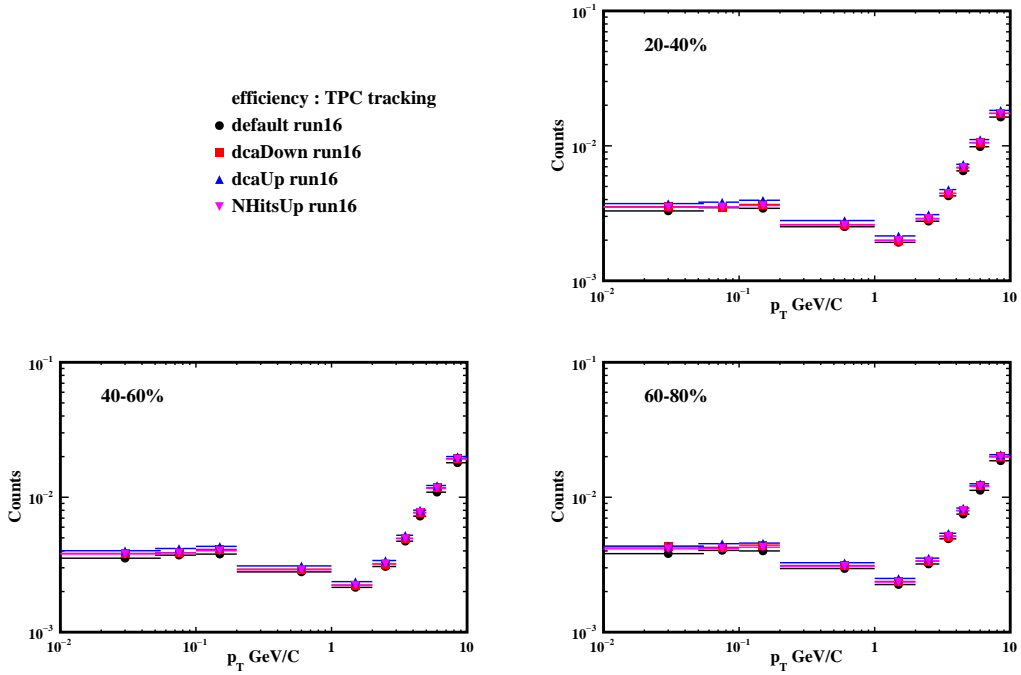 efficiency : TPC tracking
default run16
dcaDown run16
dcaUp run16
NHitsUp run16
20-40%
Counts
10⁻¹
10⁻²
10⁻³
10⁻²
10⁻¹
1
10
p_T GeV/C
40-60%
Counts
10⁻¹
10⁻²
10⁻³
10⁻²
10⁻¹
1
10
p_T GeV/C
60-80%
Counts
10⁻¹
10⁻²
10⁻³
10⁻²
10⁻¹
1
10
p_T GeV/C